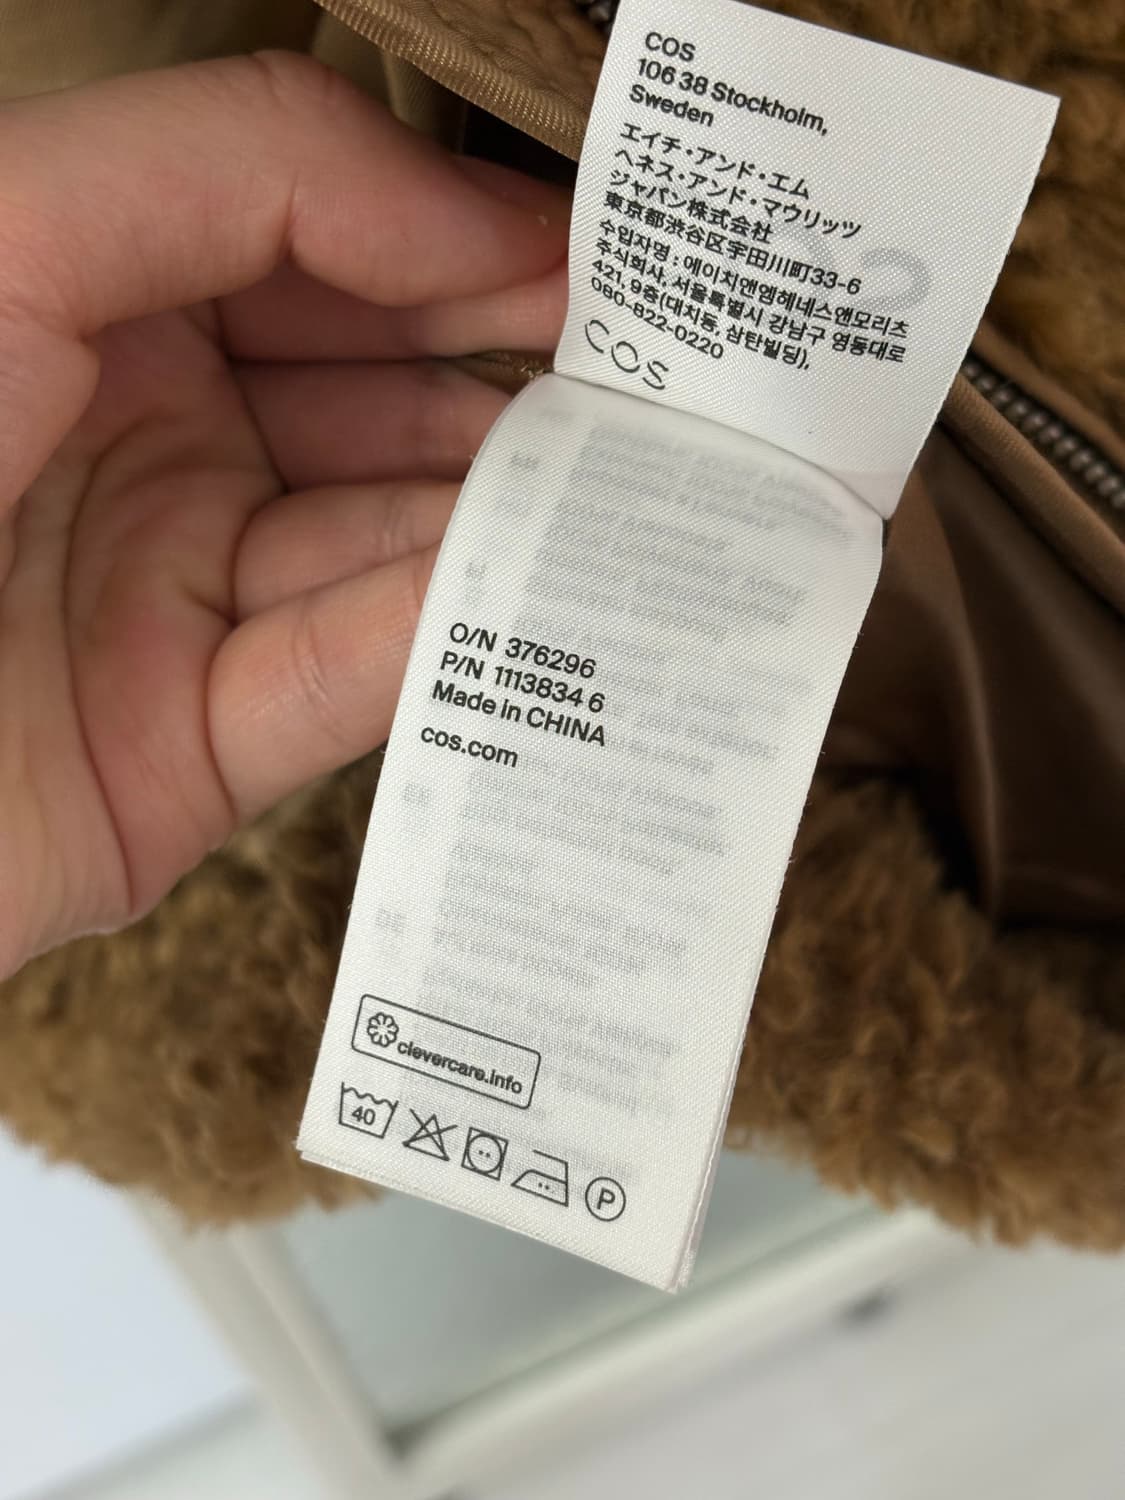 COS
106 38 Stockholm,
Sweden
エイチ・アンド・エム
ヘネス・アンド・マウリッツ
ジャパン株式会社
東京都渋谷区宇田川町33-6
수입자명 : 에이치앤엠헤네스앤모리츠
주식회사, 서울특별시 강남구 영동대로
421, 9층(대치동, 삼탄빌딩),
080-822-0220
COS
O/N 376296
P/N 1113834 6
Made in CHINA
cos.com
clevercare.info
40
P